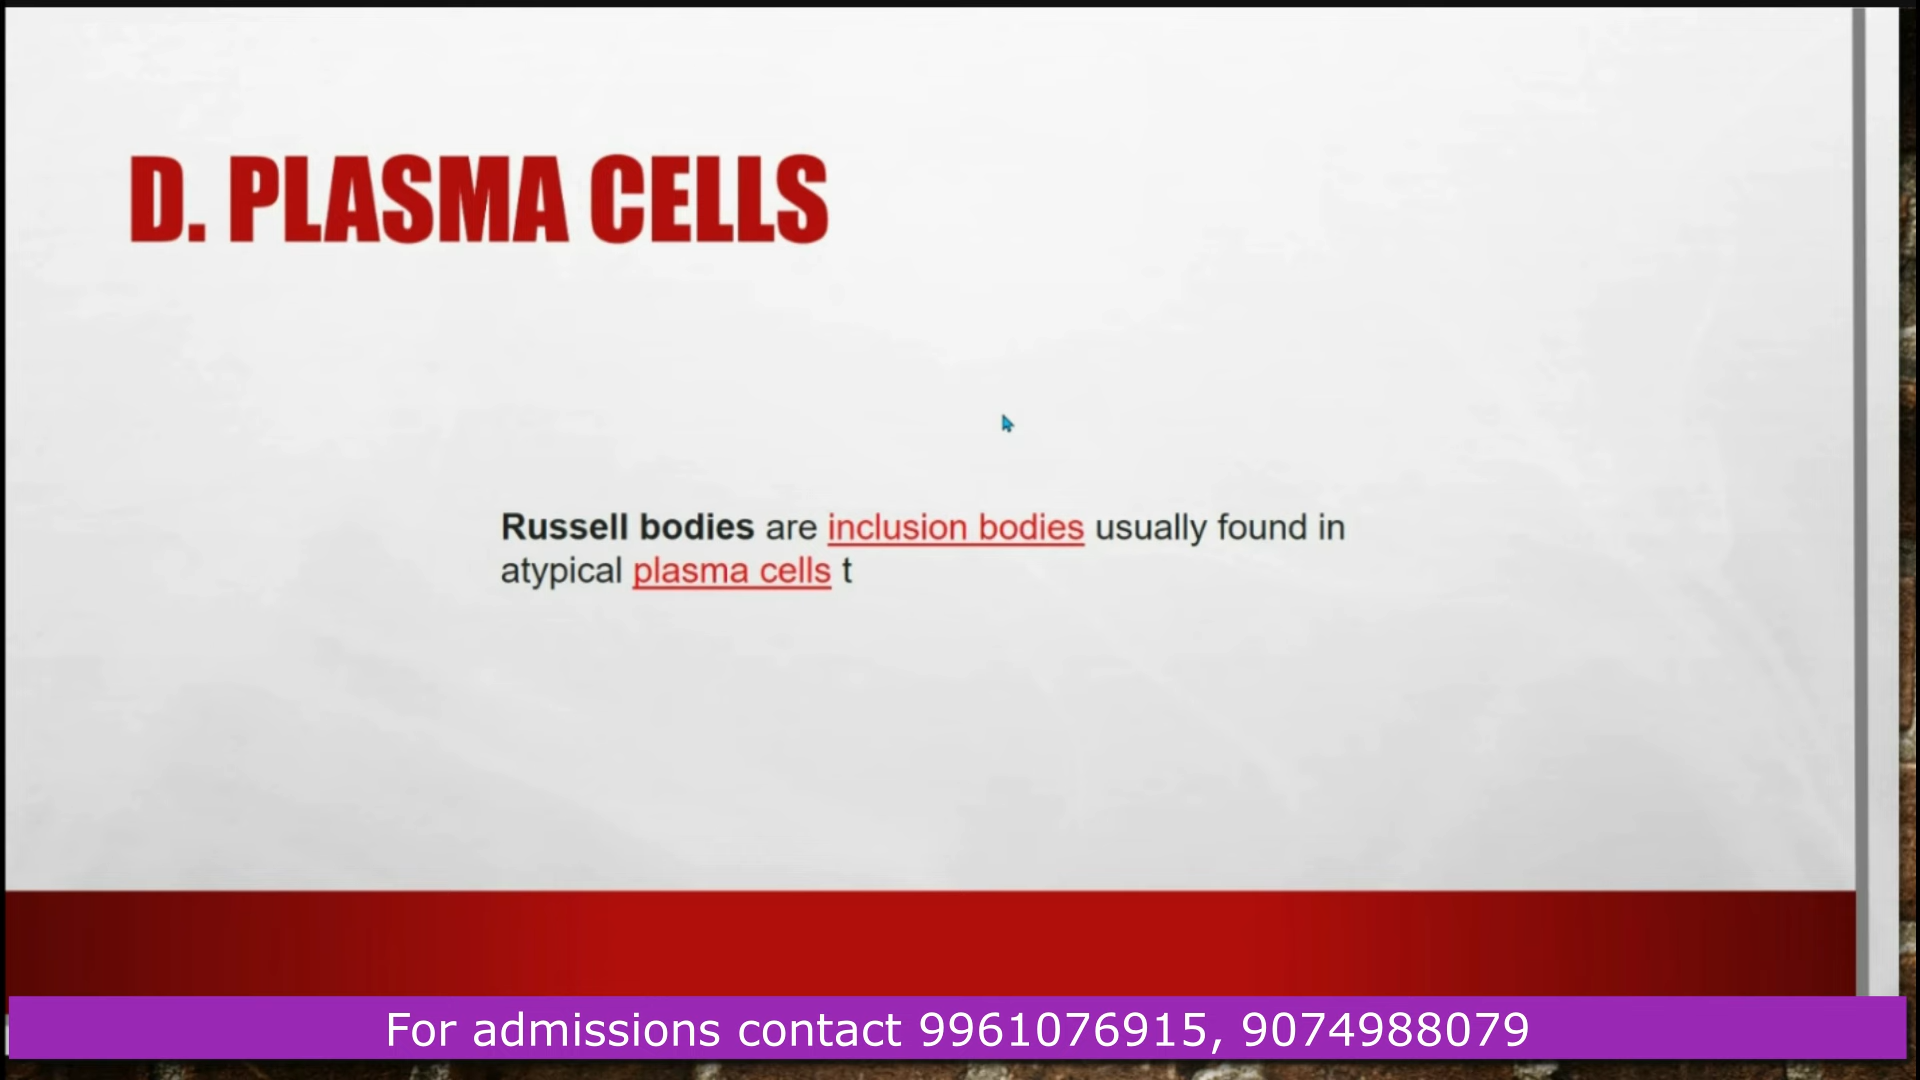 D. PLASMA CELLS
Russell bodies are inclusion bodies usually found in
atypical plasma cells t
For admissions contact 9961076915, 9074988079